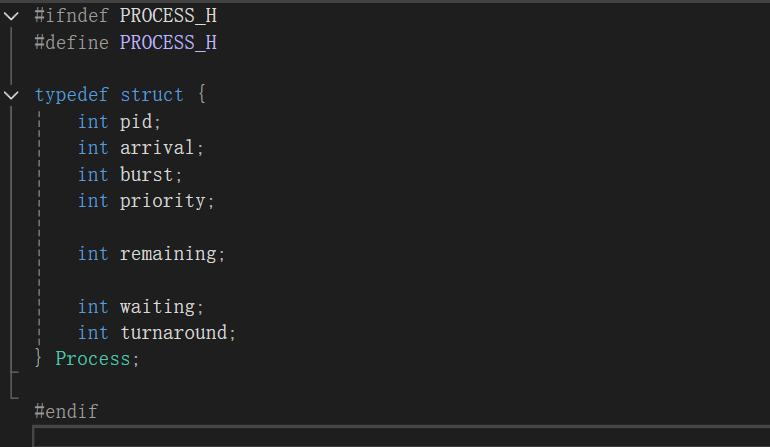 #ifndef PROCESS_H
#define PROCESS_H
typedef struct {
int pid;
int arrival;
int burst;
int priority;
int remaining;
int waiting;
int turnaround;
} Process;
#endif